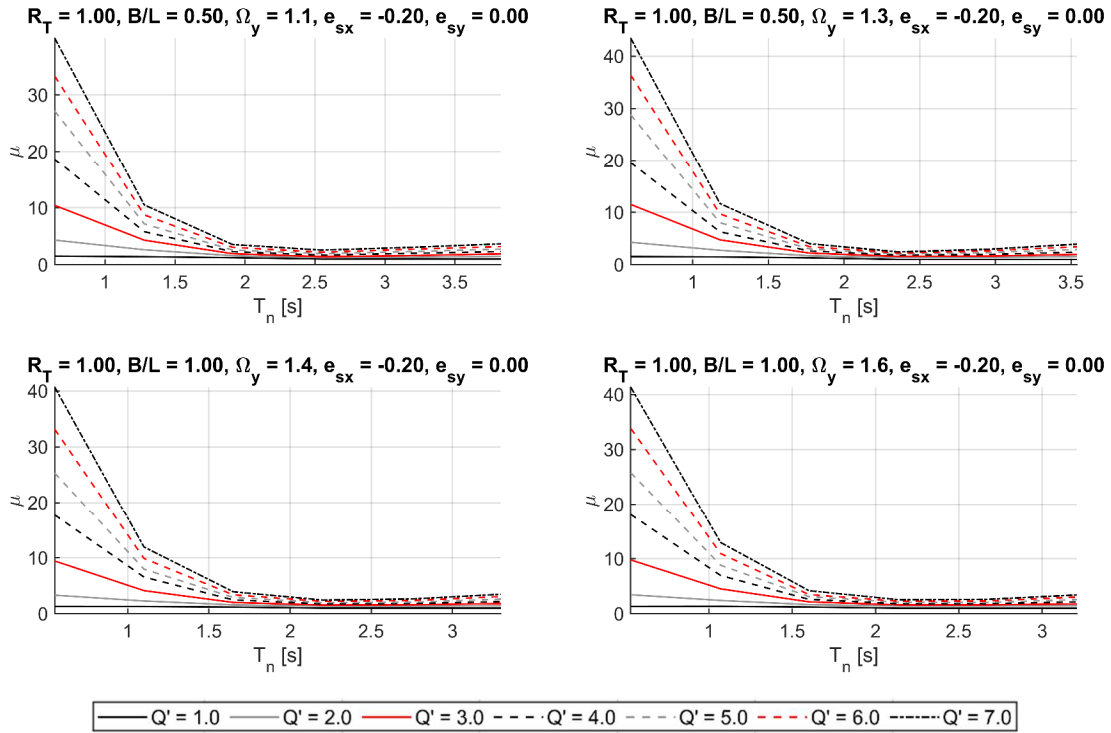 R_T = 1.00, B/L = 0.50, Ω_y = 1.1, e_sx = -0.20, e_sy = 0.00
30
20
10
0
μ
1 1.5 2 2.5 3 3.5
T_n [s]
R_T = 1.00, B/L = 0.50, Ω_y = 1.3, e_sx = -0.20, e_sy = 0.00
40
30
20
10
0
μ
1 1.5 2 2.5 3 3.5
T_n [s]
R_T = 1.00, B/L = 1.00, Ω_y = 1.4, e_sx = -0.20, e_sy = 0.00
40
30
20
10
0
μ
1 1.5 2 2.5 3
T_n [s]
R_T = 1.00, B/L = 1.00, Ω_y = 1.6, e_sx = -0.20, e_sy = 0.00
40
30
20
10
0
μ
1 1.5 2 2.5 3
T_n [s]
Q' = 1.0 Q' = 2.0 Q' = 3.0 Q' = 4.0 Q' = 5.0 Q' = 6.0 Q' = 7.0